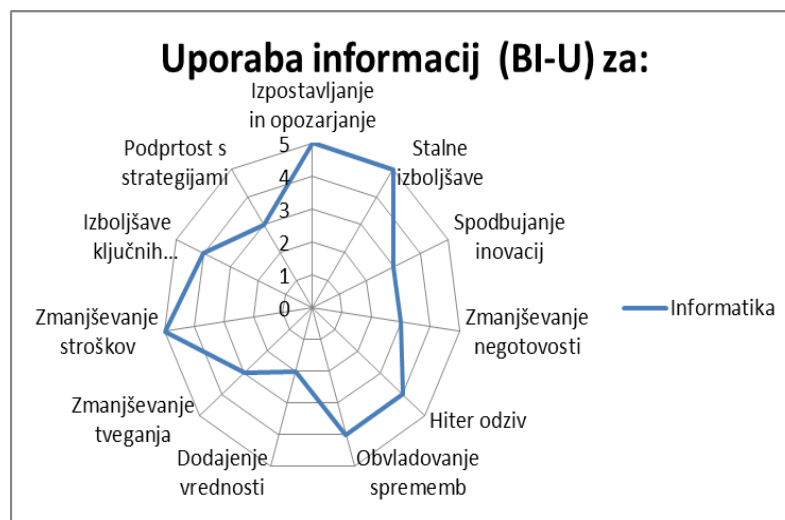 Uporaba informacij (BI-U) za:
Izpostavljanje
in opozarjanje
Stalne
izboljšave
Spodbujanje
inovacij
Zmanjševanje
negotovosti
Hiter odziv
Obvladovanje
sprememb
Dodajenje
vrednosti
Zmanjševanje
tveganja
Zmanjševanje
stroškov
Izboljšave
ključnih...
Podprtost s
strategijami
5
4
3
2
1
0
Informatika